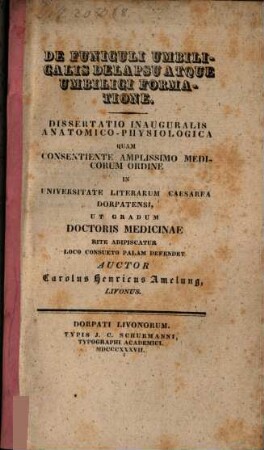 DE FUNICULI UMBILI-
CALIS DELAPSU ATQUE
UMBILICI FORMA-
TIONE.
DISSERTATIO INAUGURALIS
ANATOMICO-PHYSIOLOGICA
QUAM
CONSENTIENTE AMPLISSIMO MEDI-
CORUM ORDINE
IN
UNIVERSITATE LITERARUM CAESAREA
DORPATENSI,
UT GRADUM
DOCTORIS MEDICINAE
RITE ADIPISCATUR
LOCO CONSUETO PALAM DEFENDET
AUCTOR
Carolus Henricus Amelung,
LIVONUS.
DORPATI LIVONORUM.
TYPIS J. C. SCHUNMANNI,
TYPOGRAPHI ACADEMICI.
MDCCCXXXVII.